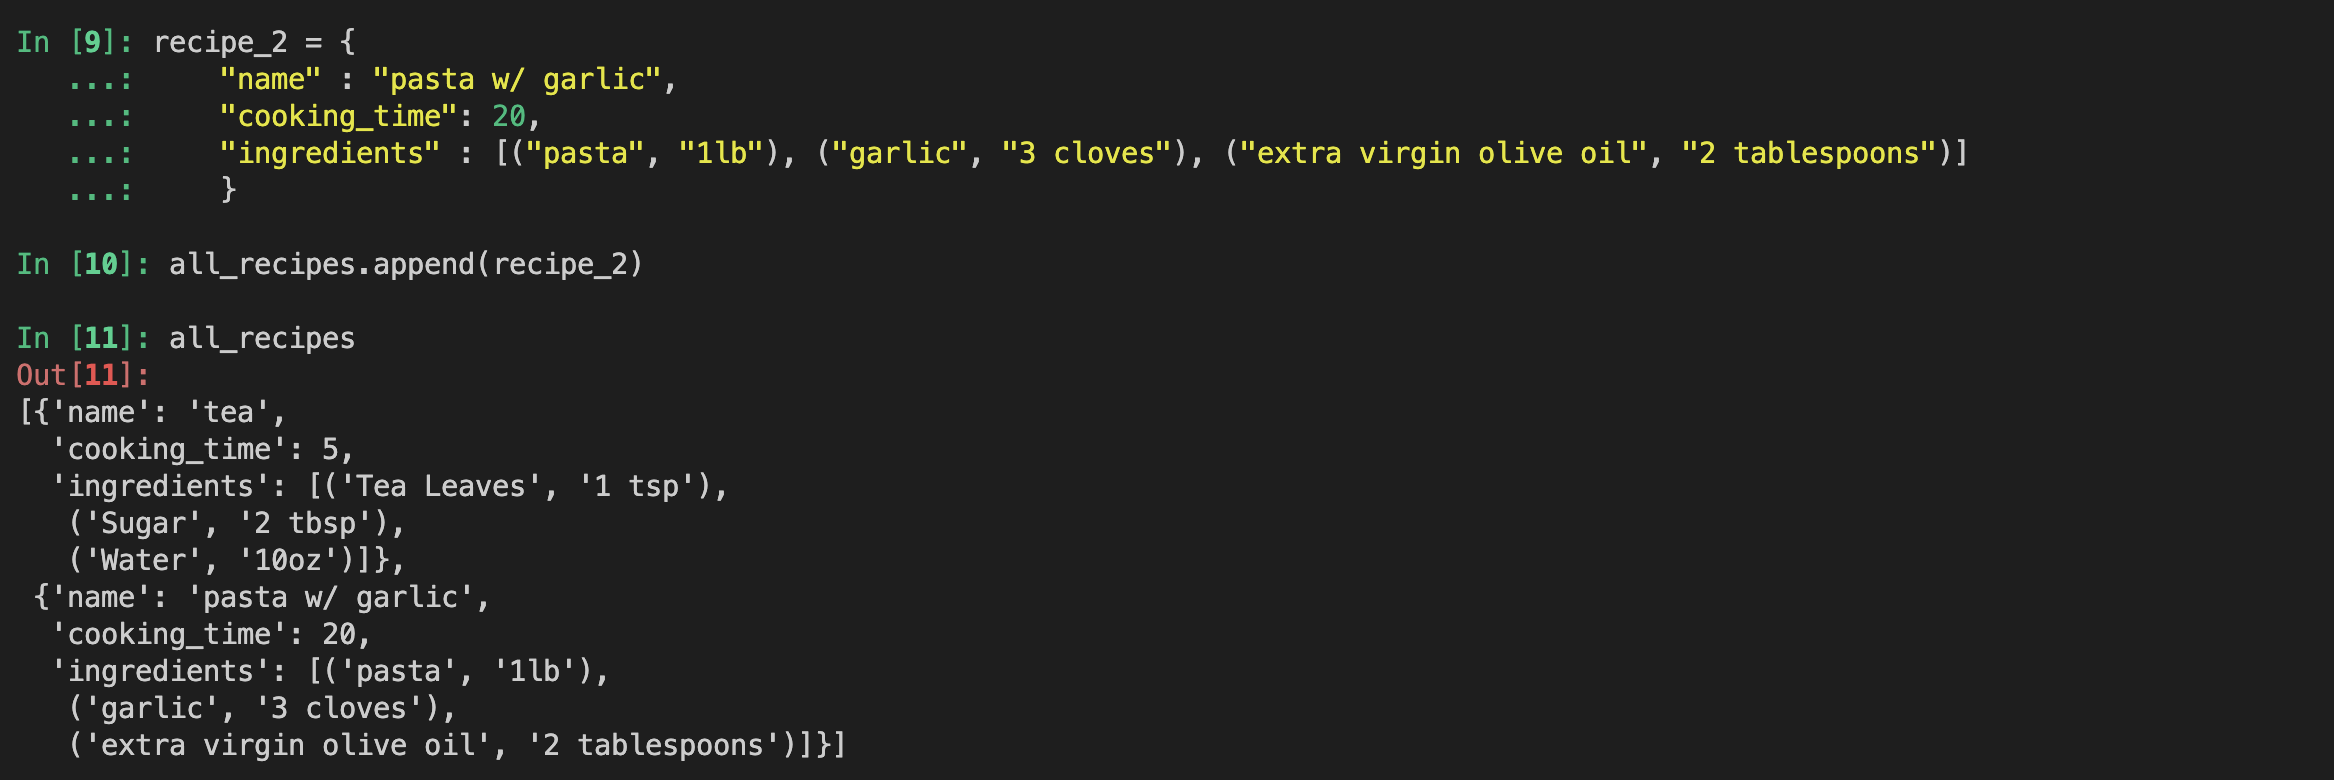 In [9]: recipe_2 = {
   ...:     "name" : "pasta w/ garlic",
   ...:     "cooking_time": 20,
   ...:     "ingredients" : [("pasta", "1lb"), ("garlic", "3 cloves"), ("extra virgin olive oil", "2 tablespoons")]
   ...:     }
In [10]: all_recipes.append(recipe_2)
In [11]: all_recipes
Out[11]:
[{'name': 'tea',
  'cooking_time': 5,
  'ingredients': [('Tea Leaves', '1 tsp'),
   ('Sugar', '2 tbsp'),
   ('Water', '10oz')]},
 {'name': 'pasta w/ garlic',
  'cooking_time': 20,
  'ingredients': [('pasta', '1lb'),
   ('garlic', '3 cloves'),
   ('extra virgin olive oil', '2 tablespoons')]}]